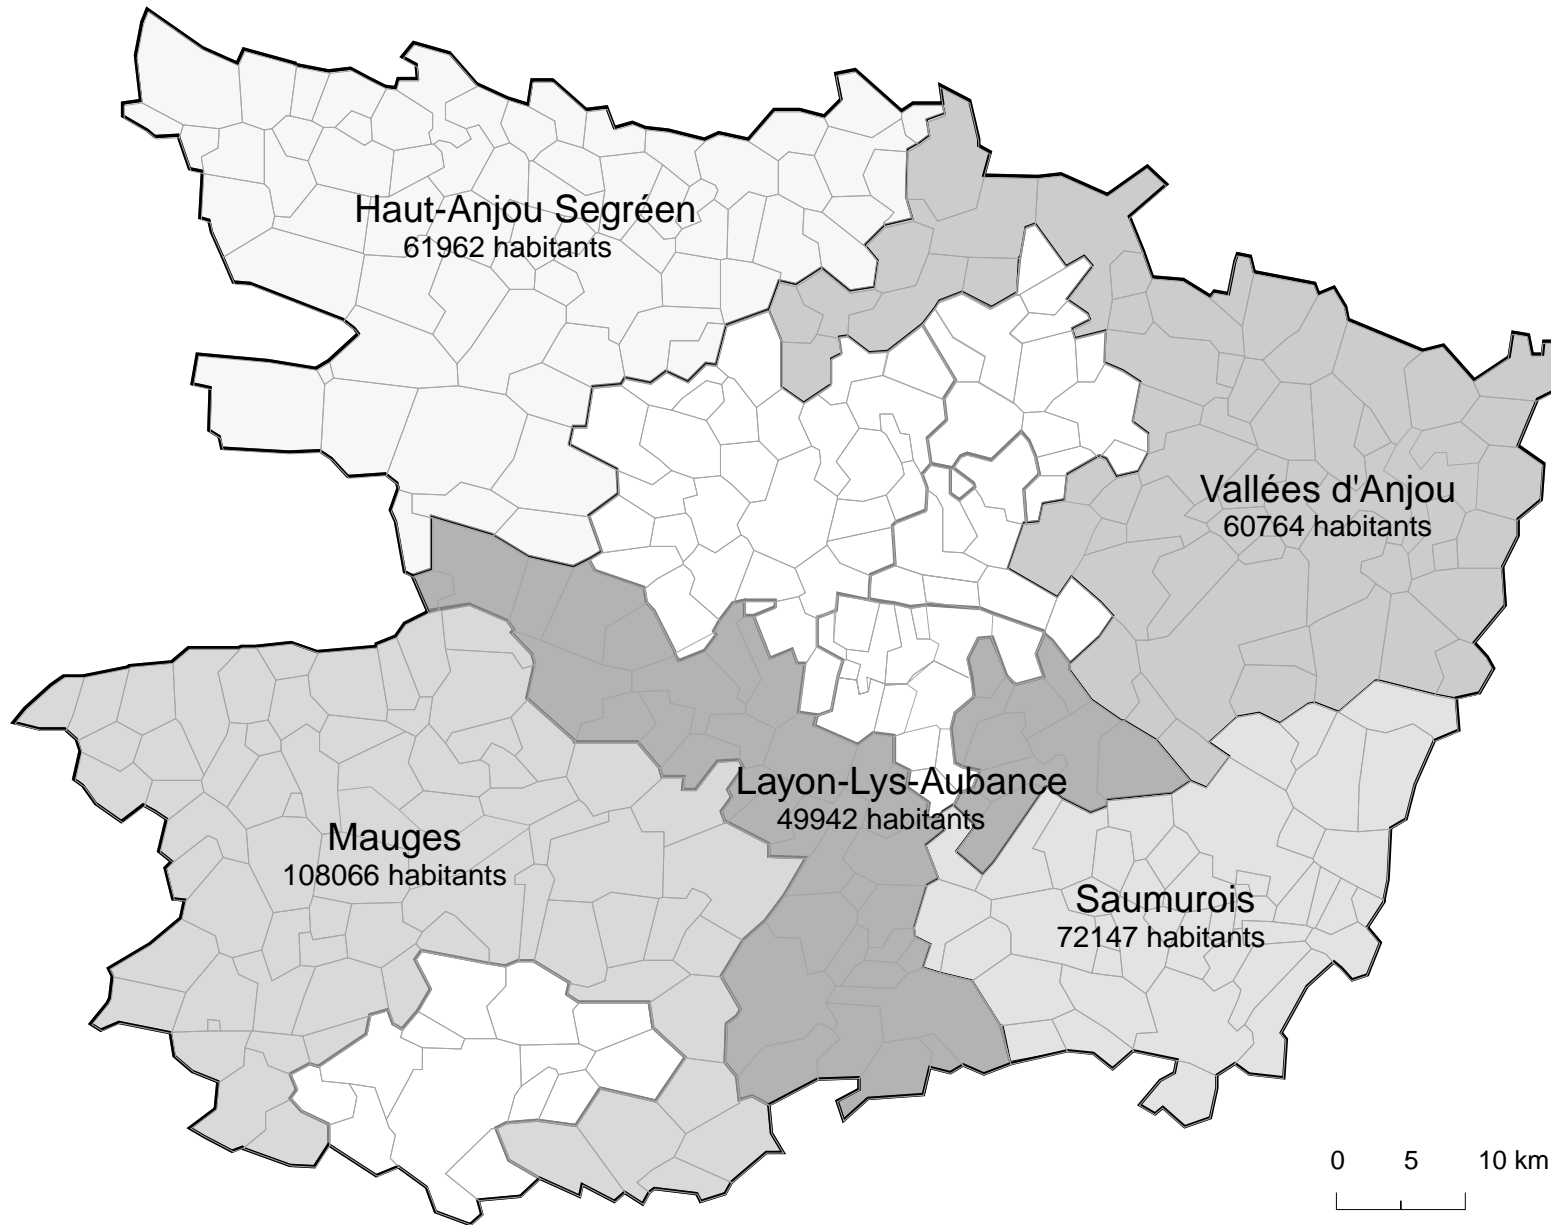 Haut-Anjou Segréen
61962 habitants
Vallées d'Anjou
60764 habitants
Layon-Lys-Aubance
49942 habitants
Mauges
108066 habitants
Saumurois
72147 habitants
0 5 10 km